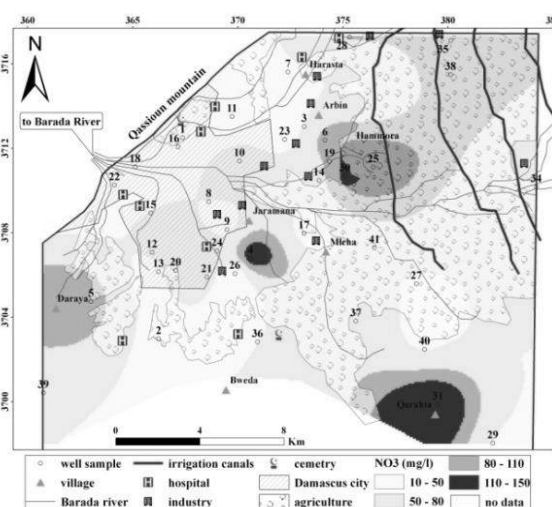 360 365 370 375 380 385
3716
3712
3708
3704
3700
N
Qassioun mountain
to Barada River
28
35
38
7
Harasta
Arbin
11
3
1
16
23
6
Hammora
10
19
25
18
14
30
34
22
8
15
Jaramana
9
17
24
12
Micha
41
13
20
21
26
27
5
Daraya
2
36
37
40
39
Bweda
31
Qurahta
29
0 4 8
Km
well sample irrigation canals cemetry NO3 (mg/l) 80 - 110
village hospital Damascus city 10 - 50 110 - 150
Barada river industry agriculture 50 - 80 no data